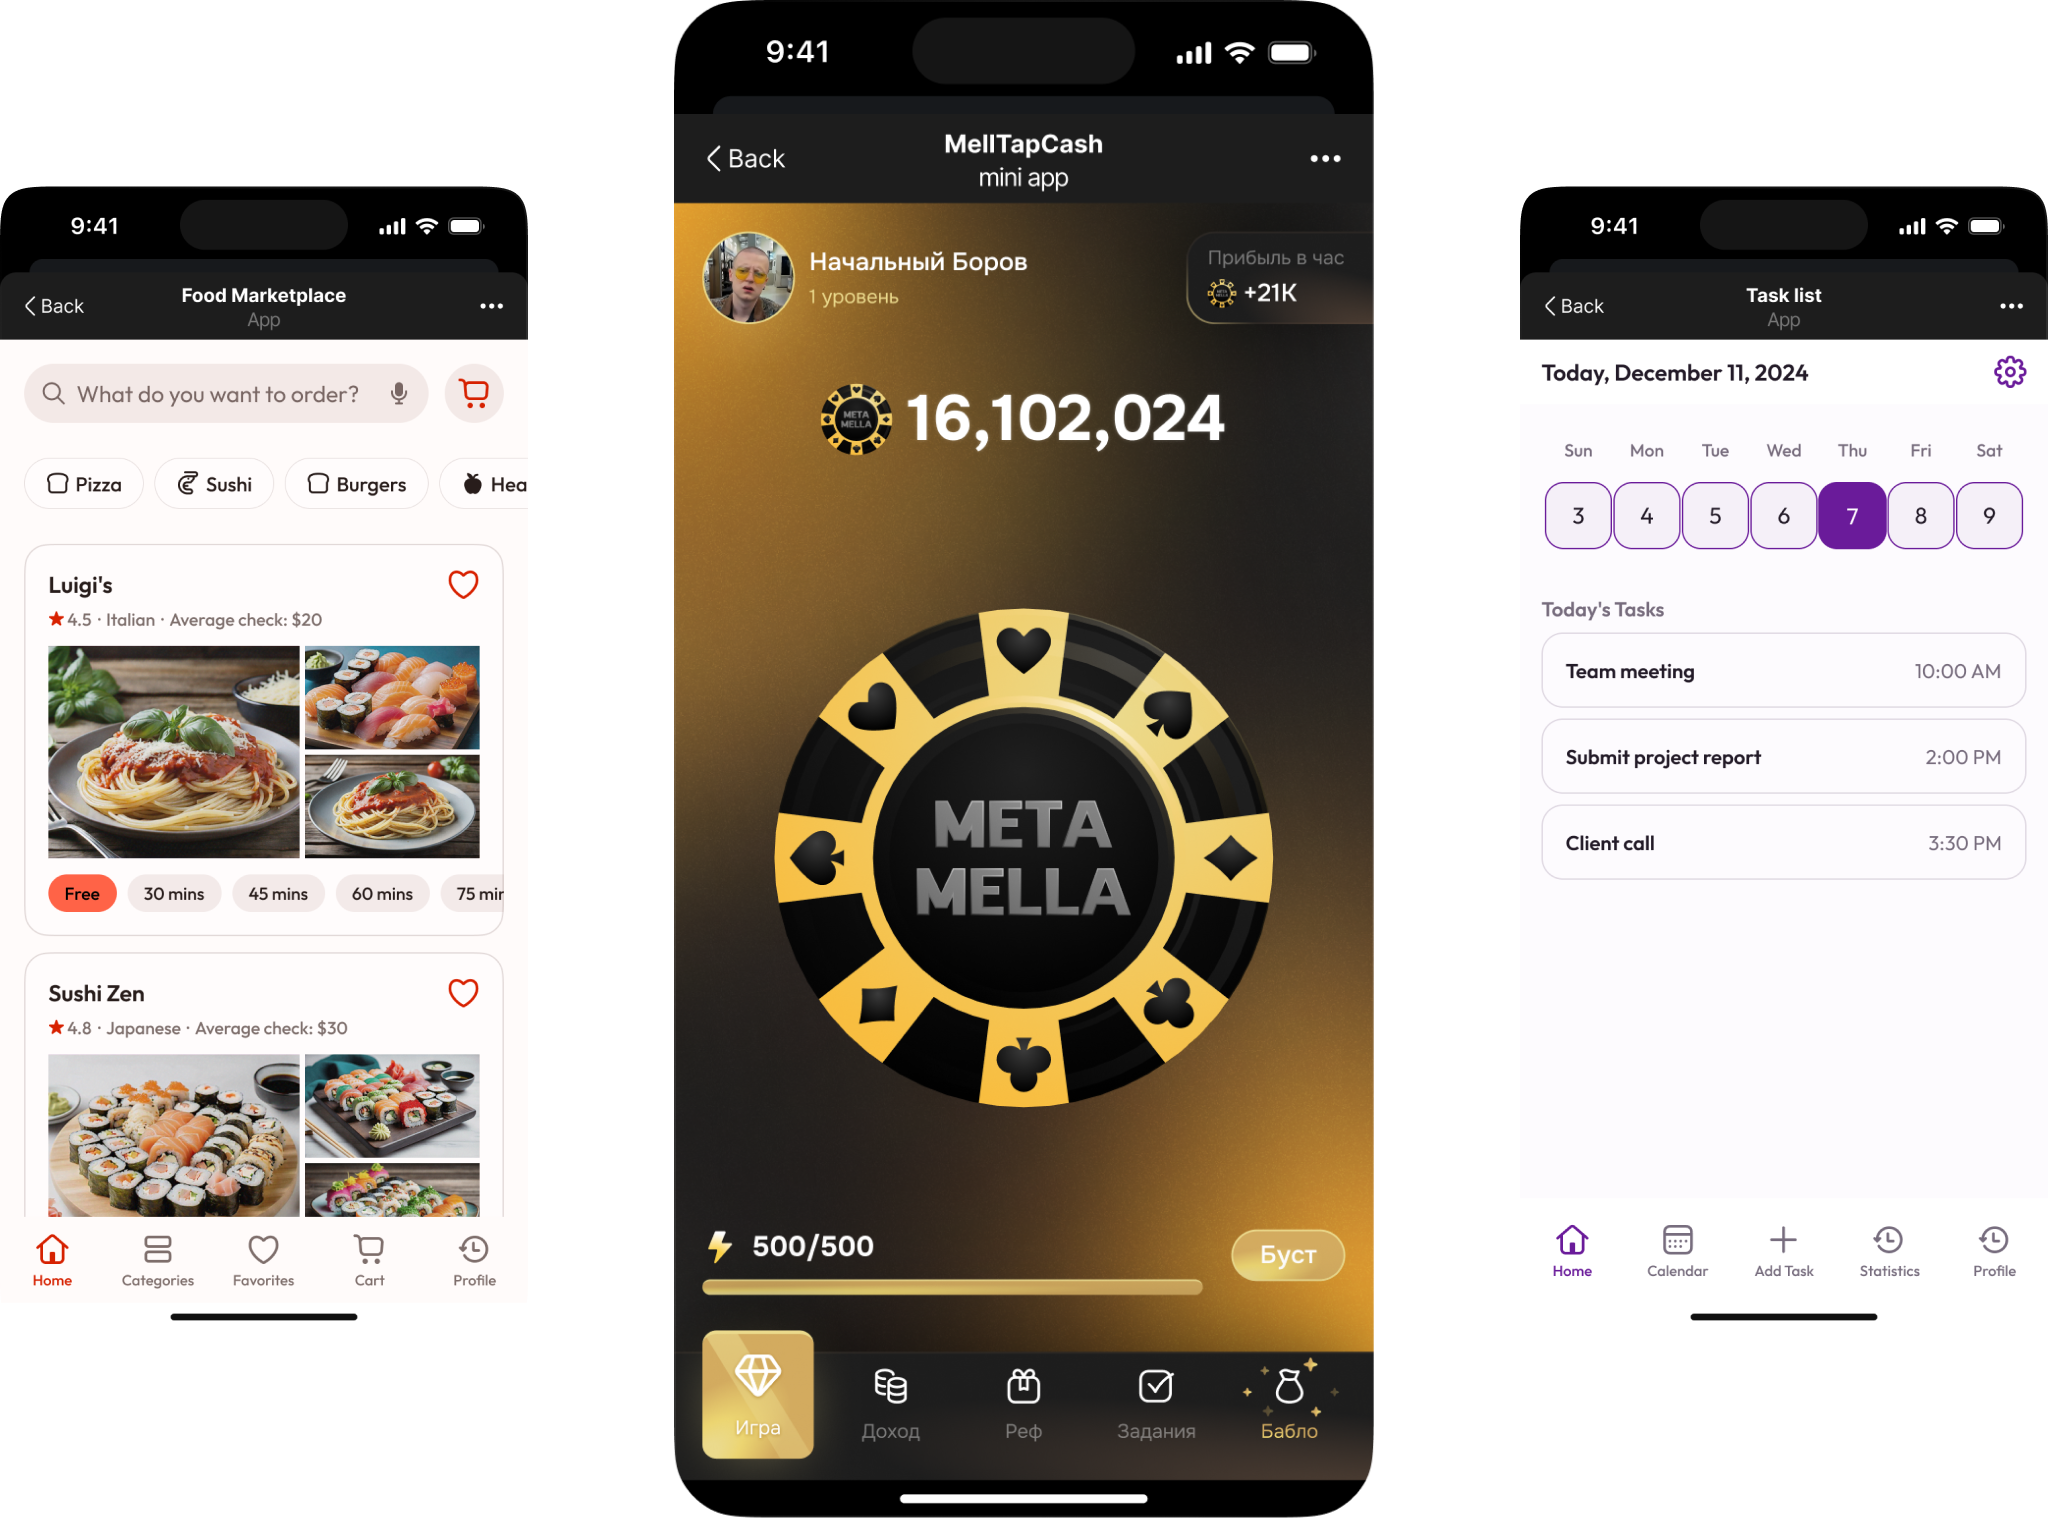 9:41
Back
Food Marketplace
App
What do you want to order?
Pizza
Sushi
Burgers
Hea
Luigi's
4.5 · Italian · Average check: $20
Free
30 mins
45 mins
60 mins
75 mir
Sushi Zen
4.8 · Japanese · Average check: $30
Home
Categories
Favorites
Cart
Profile
9:41
Back
MellTapCash
mini app
Начальный Боров
1 уровень
Прибыль в час
+21K
META
MELLA
16,102,024
META
MELLA
500/500
Буст
Игра
Доход
Реф
Задания
Бабло
9:41
Back
Task list
App
Today, December 11, 2024
Sun Mon Tue Wed Thu Fri Sat
3 4 5 6 7 8 9
Today's Tasks
Team meeting 10:00 AM
Submit project report 2:00 PM
Client call 3:30 PM
Home
Calendar
Add Task
Statistics
Profile